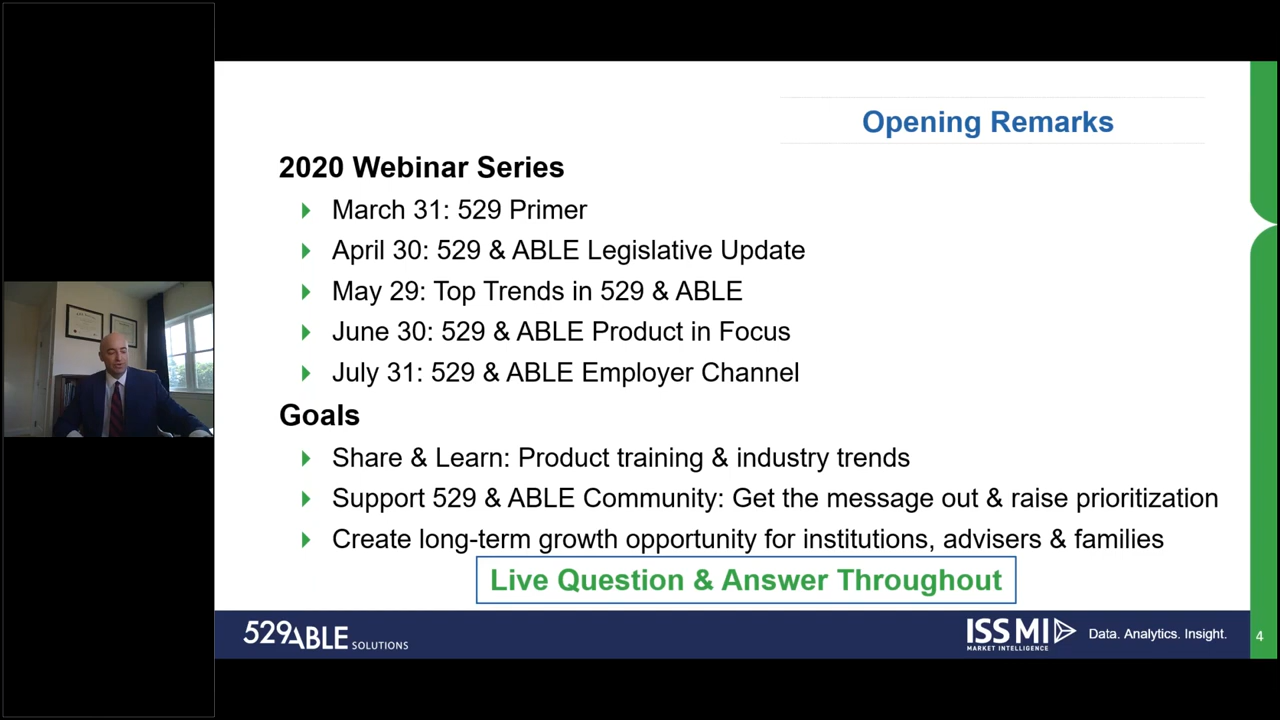 Opening Remarks
2020 Webinar Series
March 31: 529 Primer
April 30: 529 & ABLE Legislative Update
May 29: Top Trends in 529 & ABLE
June 30: 529 & ABLE Product in Focus
July 31: 529 & ABLE Employer Channel
Goals
Share & Learn: Product training & industry trends
Support 529 & ABLE Community: Get the message out & raise prioritization
Create long-term growth opportunity for institutions, advisers & families
Live Question & Answer Throughout
529ABLE SOLUTIONS
ISS MI
MARKET INTELLIGENCE
Data. Analytics. Insight.
4